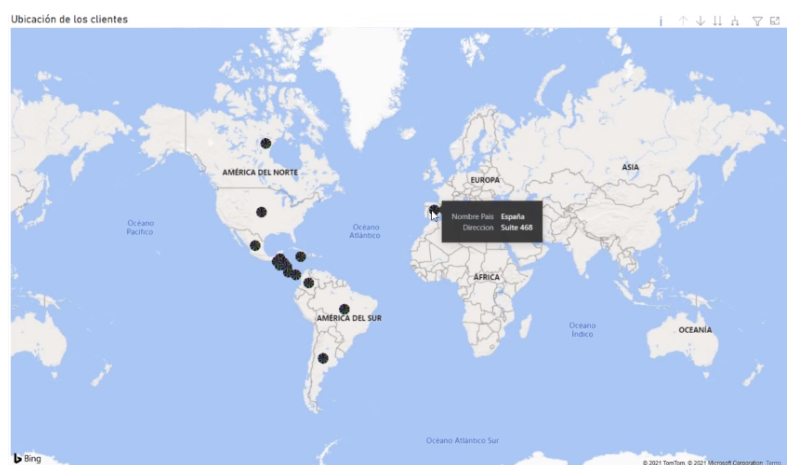 Ubicación de los clientes
ASIA
AMÉRICA DEL NORTE
EUROPA
Nombre Pais España
Direccion Suite 468
Océano
Pacífico
Océano
Atlántico
ÁFRICA
AMÉRICA DEL SUR
Océano
Índico
OCEANÍA
Océano Atlántico Sur
Bing
© 2021 TomTom, © 2021 Microsoft Corporation Terms